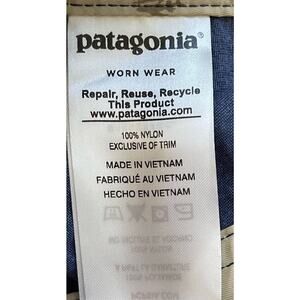 patagonia®
WORN WEAR
Repair, Reuse, Recycle
This Product
www.patagonia.com
100% NYLON
EXCLUSIVE OF TRIM
MADE IN VIETNAM
FABRIQUÉ AU VIETNAM
HECHO EN VIETNAM